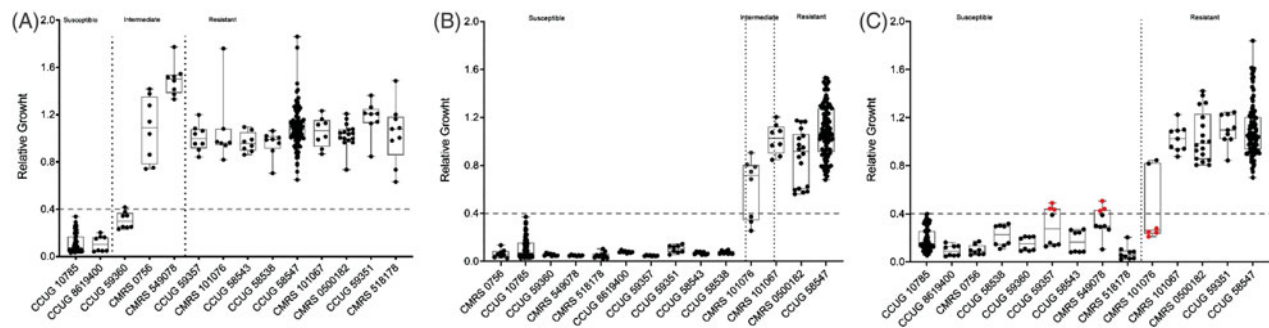 (A)
Susceptible Intermediate Resistant
Relative Growht
2.0
1.6
1.2
0.8
0.4
0.0
CCUG 10785
CCUG 8619400
CCUG 59360
CMRS 0756
CMRS 549078
CCUG 59357
CMRS 101076
CCUG 58543
CCUG 58538
CCUG 58547
CMRS 101067
CMRS 0500182
CCUG 59351
CMRS 518178
(B)
Susceptible Intermediate Resistant
Relative Growht
2.0
1.6
1.2
0.8
0.4
0.0
CMRS 0756
CCUG 10785
CCUG 59360
CMRS 549078
CMRS 518178
CCUG 8619400
CCUG 59357
CCUG 59351
CCUG 58543
CCUG 58538
CMRS 101076
CMRS 101067
CMRS 0500182
CCUG 58547
(C)
Susceptible Resistant
Relative Growht
2.0
1.6
1.2
0.8
0.4
0.0
CCUG 10785
CCUG 8619400
CMRS 0756
CCUG 58538
CCUG 59360
CCUG 59357
CCUG 58543
CMRS 549078
CMRS 518178
CMRS 101076
CMRS 101067
CMRS 0500182
CCUG 59351
CCUG 58547